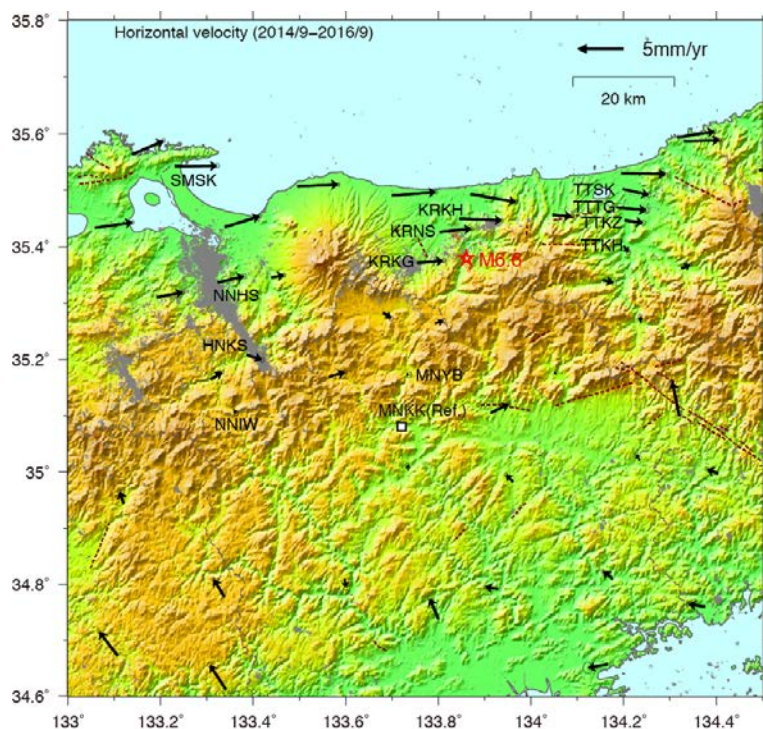 35.8˚
Horizontal velocity (2014/9−2016/9)
5mm/yr
20 km
35.6˚
SMSK
TTSK
KRKH
TTTG
TTKZ
KRNS
35.4˚
TTKH
KRKG
M6.6
NNHS
HNKS
35.2˚
MNYB
MNKK(Ref.)
NNIW
35˚
34.8˚
34.6˚
133˚
133.2˚
133.4˚
133.6˚
133.8˚
134˚
134.2˚
134.4˚